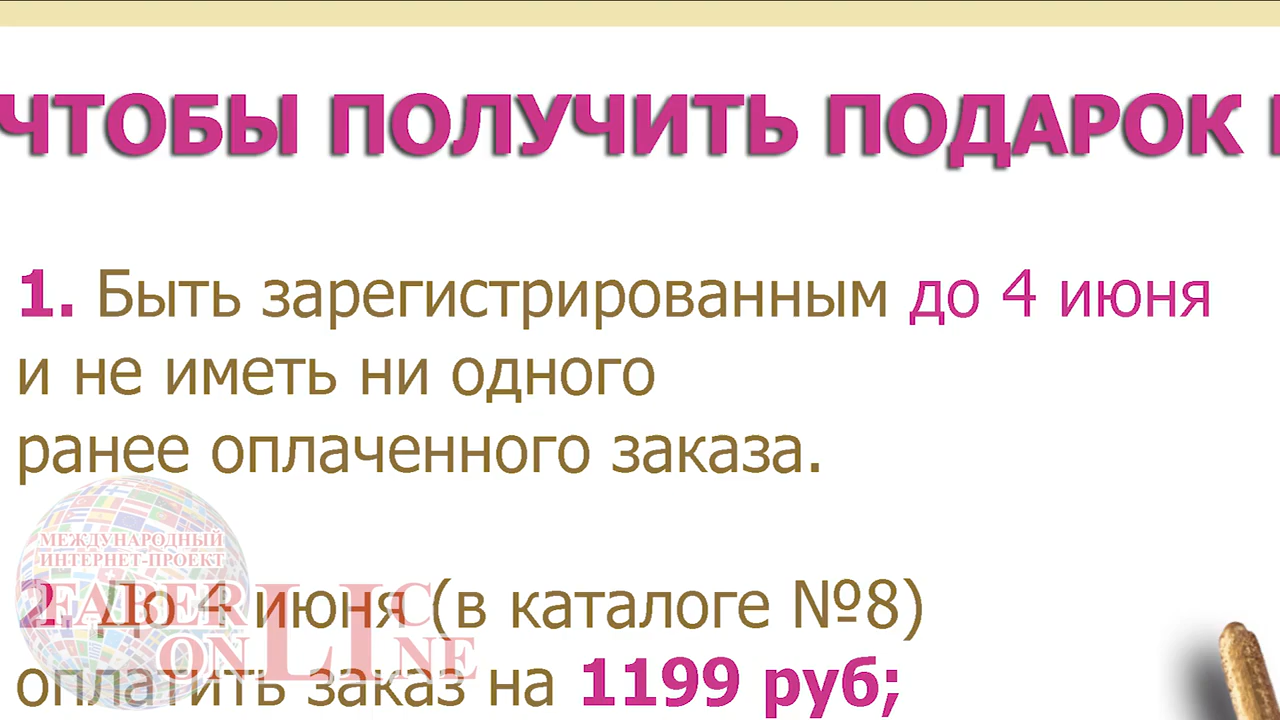 ЧТОБЫ ПОЛУЧИТЬ ПОДАРОК
1. Быть зарегистрированным до 4 июня
и не иметь ни одного
ранее оплаченного заказа.
МЕЖДУНАРОДНЫЙ
ИНТЕРНЕТ-ПРОЕКТ
FABERLIC
ONLINE
2. До 4 июня (в каталоге №8)
оплатить заказ на 1199 руб;